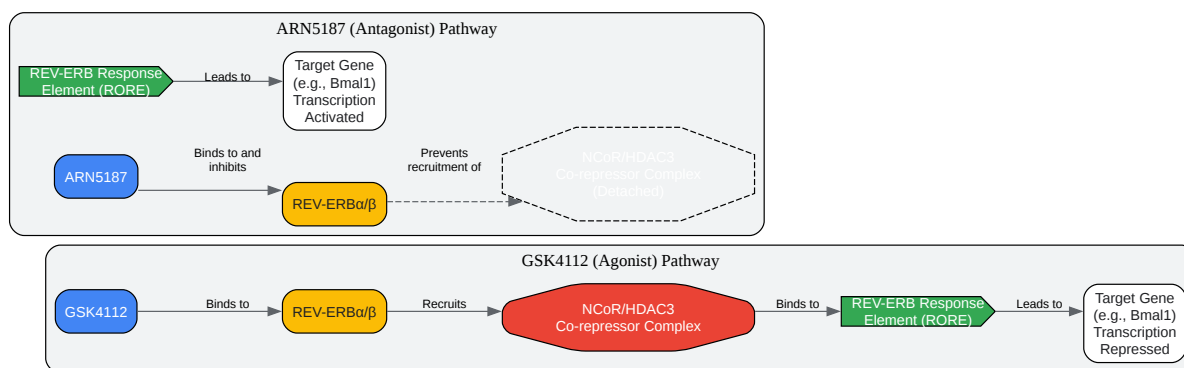 ARN5187 (Antagonist) Pathway
REV-ERB Response
Element (RORE)
Leads to
Target Gene
(e.g., Bmal1)
Transcription
Activated
ARN5187
Binds to and
inhibits
REV-ERBα/β
Prevents
recruitment of
NCoR/HDAC3
Co-repressor Complex
(Detached)
GSK4112 (Agonist) Pathway
GSK4112
Binds to
REV-ERBα/β
Recruits
NCoR/HDAC3
Co-repressor Complex
Binds to
REV-ERB Response
Element (RORE)
Leads to
Target Gene
(e.g., Bmal1)
Transcription
Repressed